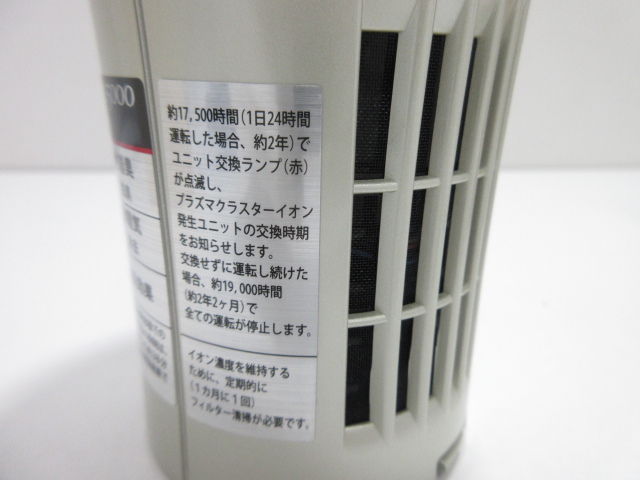 000
約17,500時間(1日24時間
運転した場合、約2年)で
ユニット交換ランプ(赤)
が点滅し、
プラズマクラスターイオン
発生ユニットの交換時期
をお知らせします。
交換せずに運転し続けた
場合、約19,000時間
(約2年2ヶ月)で
全ての運転が停止します。
イオン濃度を維持する
ために、定期的に
(1カ月に1回)
フィルター清掃が必要です。